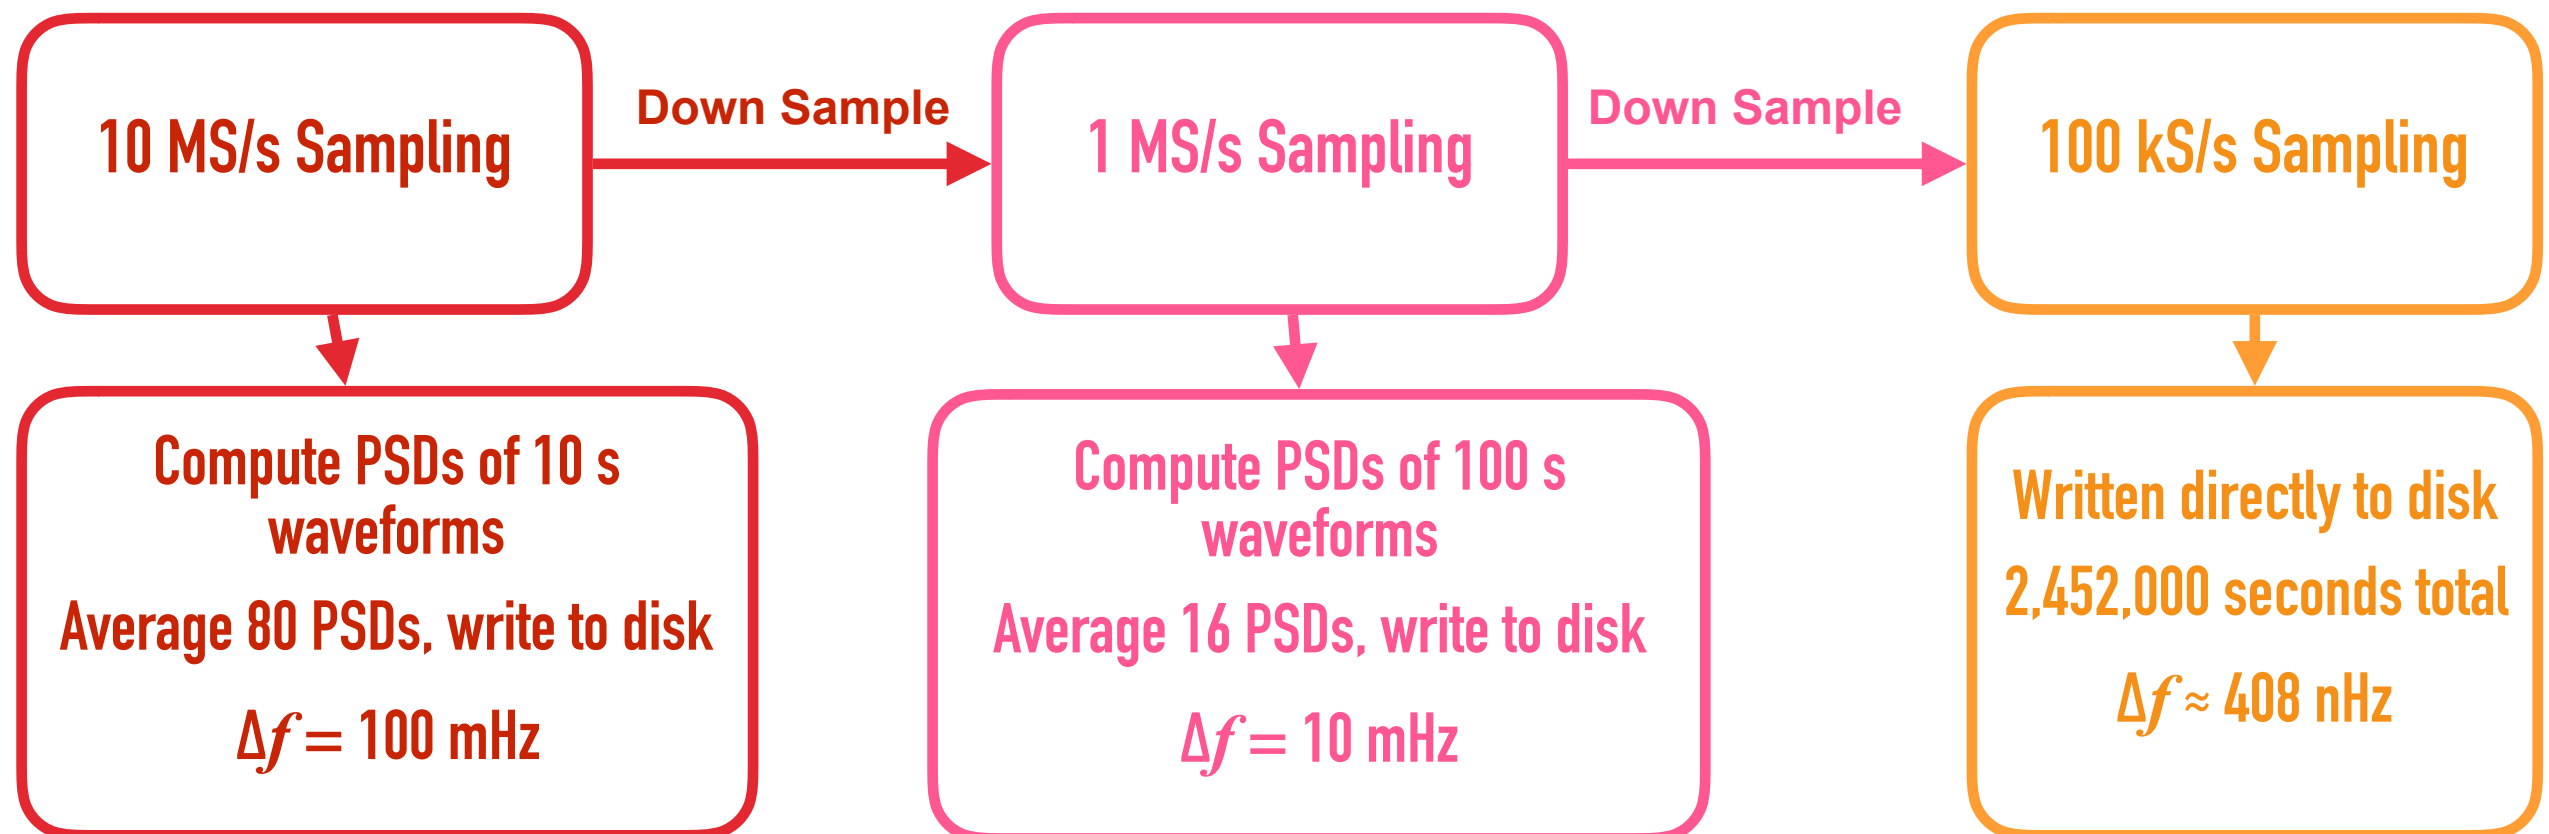 10 MS/s Sampling
Down Sample
1 MS/s Sampling
Down Sample
100 kS/s Sampling
Compute PSDs of 10 s
waveforms
Average 80 PSDs, write to disk
Δf = 100 mHz
Compute PSDs of 100 s
waveforms
Average 16 PSDs, write to disk
Δf = 10 mHz
Written directly to disk
2,452,000 seconds total
Δf ≈ 408 nHz